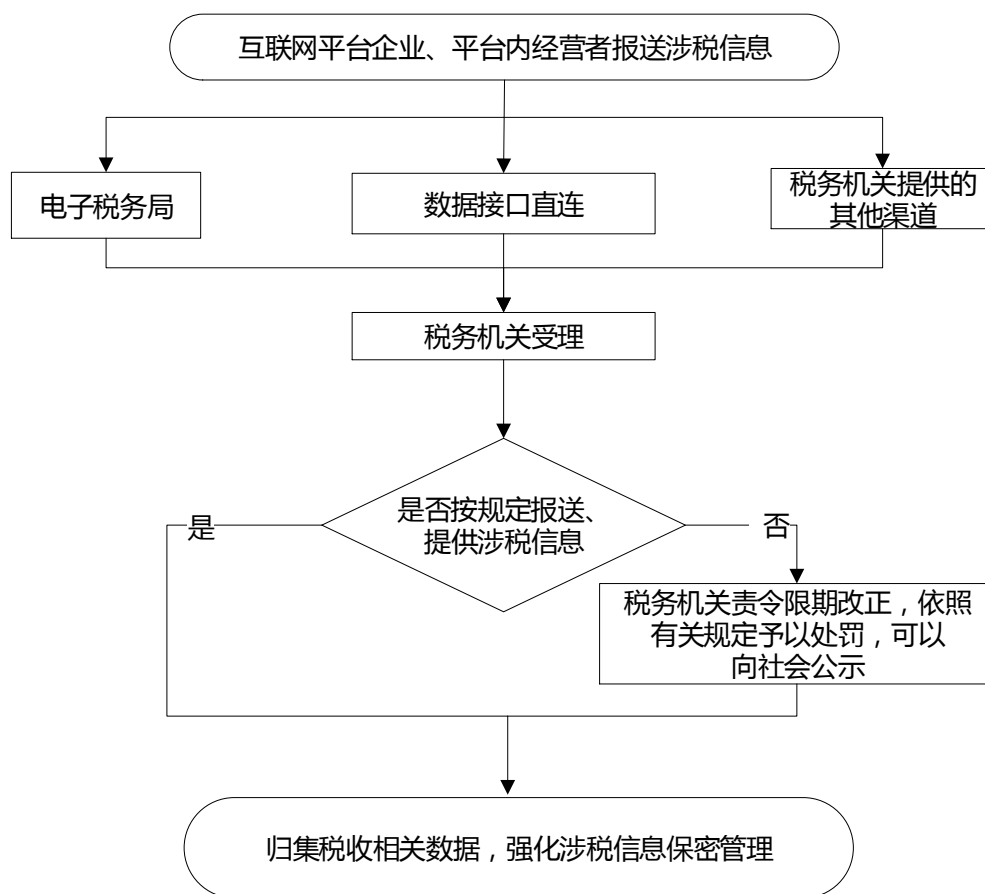 互联网平台企业、平台内经营者报送涉税信息
电子税务局
数据接口直连
税务机关提供的
其他渠道
税务机关受理
是否按规定报送、
提供涉税信息
是
否
税务机关责令限期改正，依照
有关规定予以处罚，可以
向社会公示
归集税收相关数据，强化涉税信息保密管理